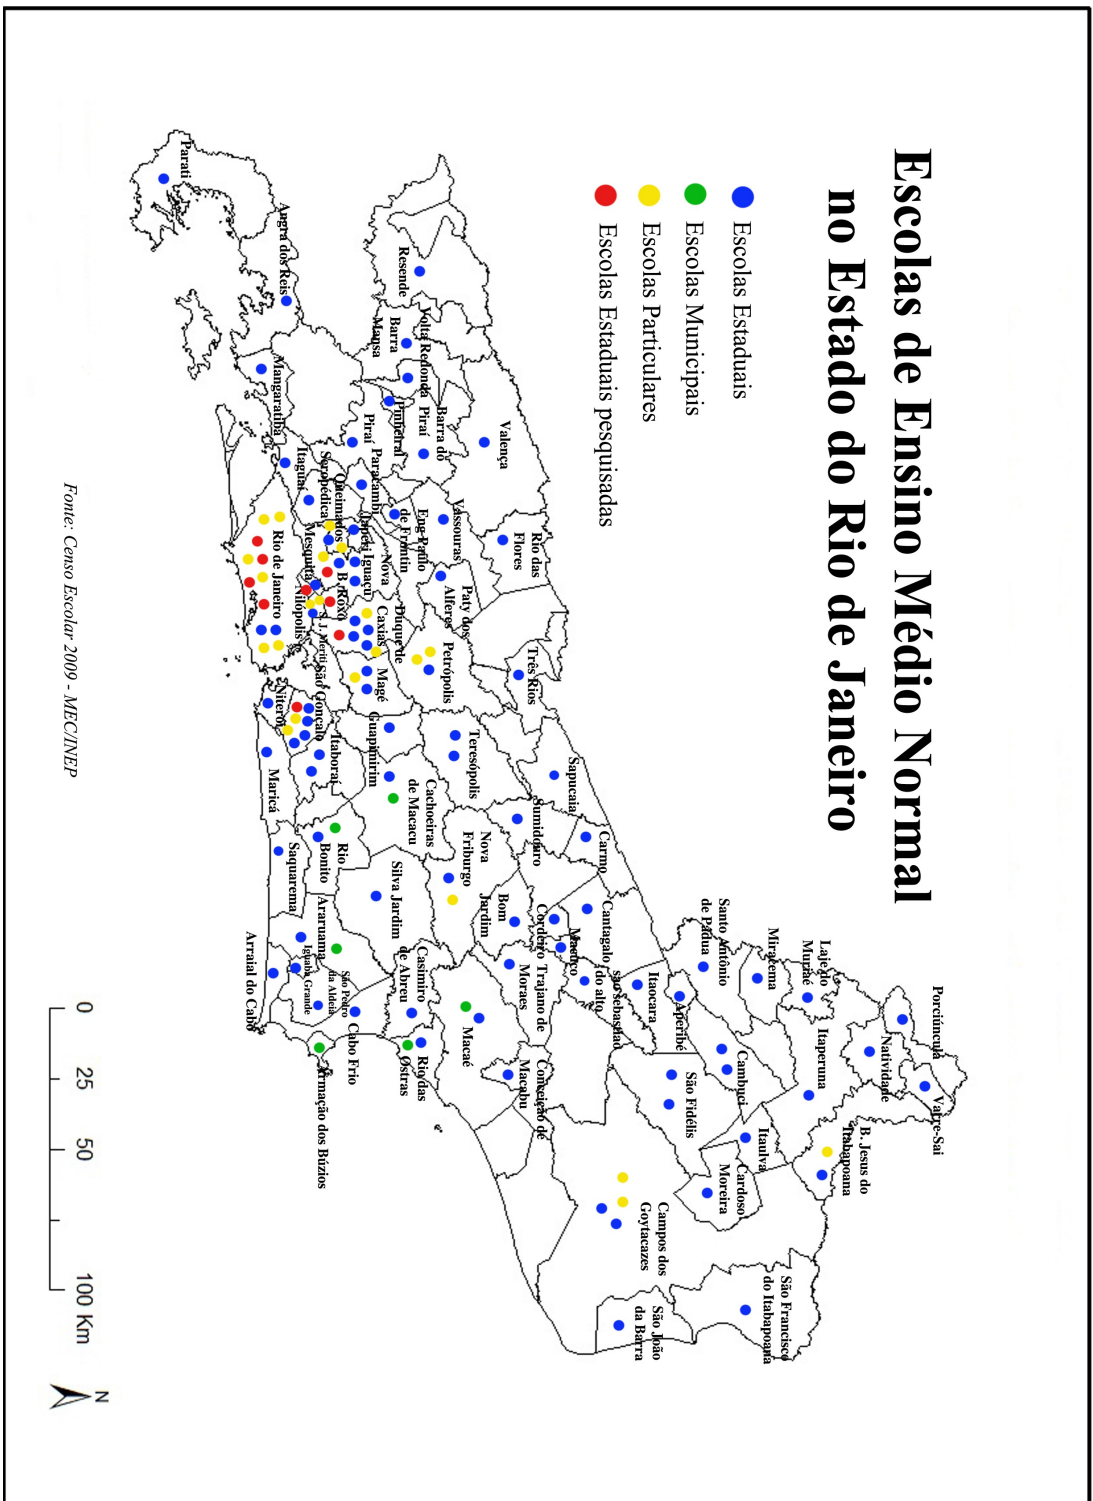 Escolas de Ensino Médio Normal
no Estado do Rio de Janeiro
Escolas Estaduais
Escolas Municipais
Escolas Particulares
Escolas Estaduais pesquisadas
Porciúncula
Varre-Sai
Natividade
Laje do
Muriaé
Itaperuna
B. Jesus do
Itabapoana
Miracema
Santo Antônio
de Pádua
Cambuci
Itaulva
Cardoso
Moreira
São Francisco
do Itabapoana
Aperibé
Itaocara
São Fidélis
são sebastião
do alto
Campos dos
Goytacazes
São João
da Barra
Carmo
Cantagalo
Macuco
Cordeiro
Sapucaia
Sumidouro
Trajano de
Moraes
Conceição de
Macabu
Bom
Jardim
Nova
Friburgo
Três Rios
Rio das
Flores
Valença
Paty dos
Alferes
Vassouras
Petrópolis
Teresópolis
Macaé
Barra do
Piraí
Eng Paulo
de Frontin
Volta Redonda
Barra
Mansa
Resende
Pinheiral
Piraí
Paracambi
Japeri
Nova
Iguaçu
Duque de
Caxias
Magé
Guapimirim
Cachoeiras
de Macacu
Silva Jardim
Casimiro
de Abreu
Rio das
Ostras
Queimados
Seropédica
B. Roxo
Mesquita
S. J. Meriti
Nilópolis
Itaguaí
Mangaratiba
Angra dos Reis
Parati
Rio de Janeiro
São Gonçalo
Niterói
Itaboraí
Maricá
Rio
Bonito
Saquarema
Araruama
Iguaba Grande
São Pedro
da Aldeia
Cabo Frio
Armação dos Búzios
Arraial do Cabo
0 25 50 100 Km
N
Fonte: Censo Escolar 2009 - MEC/INEP